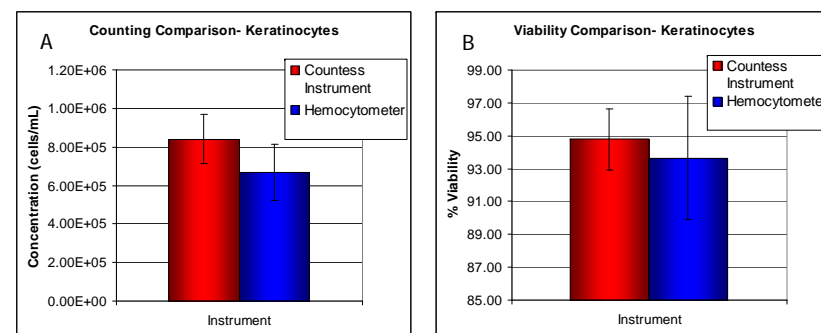 A
Counting Comparison- Keratinocytes
Concentration (cells/mL)
1.20E+06
1.00E+06
8.00E+05
6.00E+05
4.00E+05
2.00E+05
0.00E+00
Countess
Instrument
Hemocytometer
Instrument
B
Viability Comparison- Keratinocytes
% Viability
99.00
97.00
95.00
93.00
91.00
89.00
87.00
85.00
Countess
Instrument
Hemocytomete
Instrument